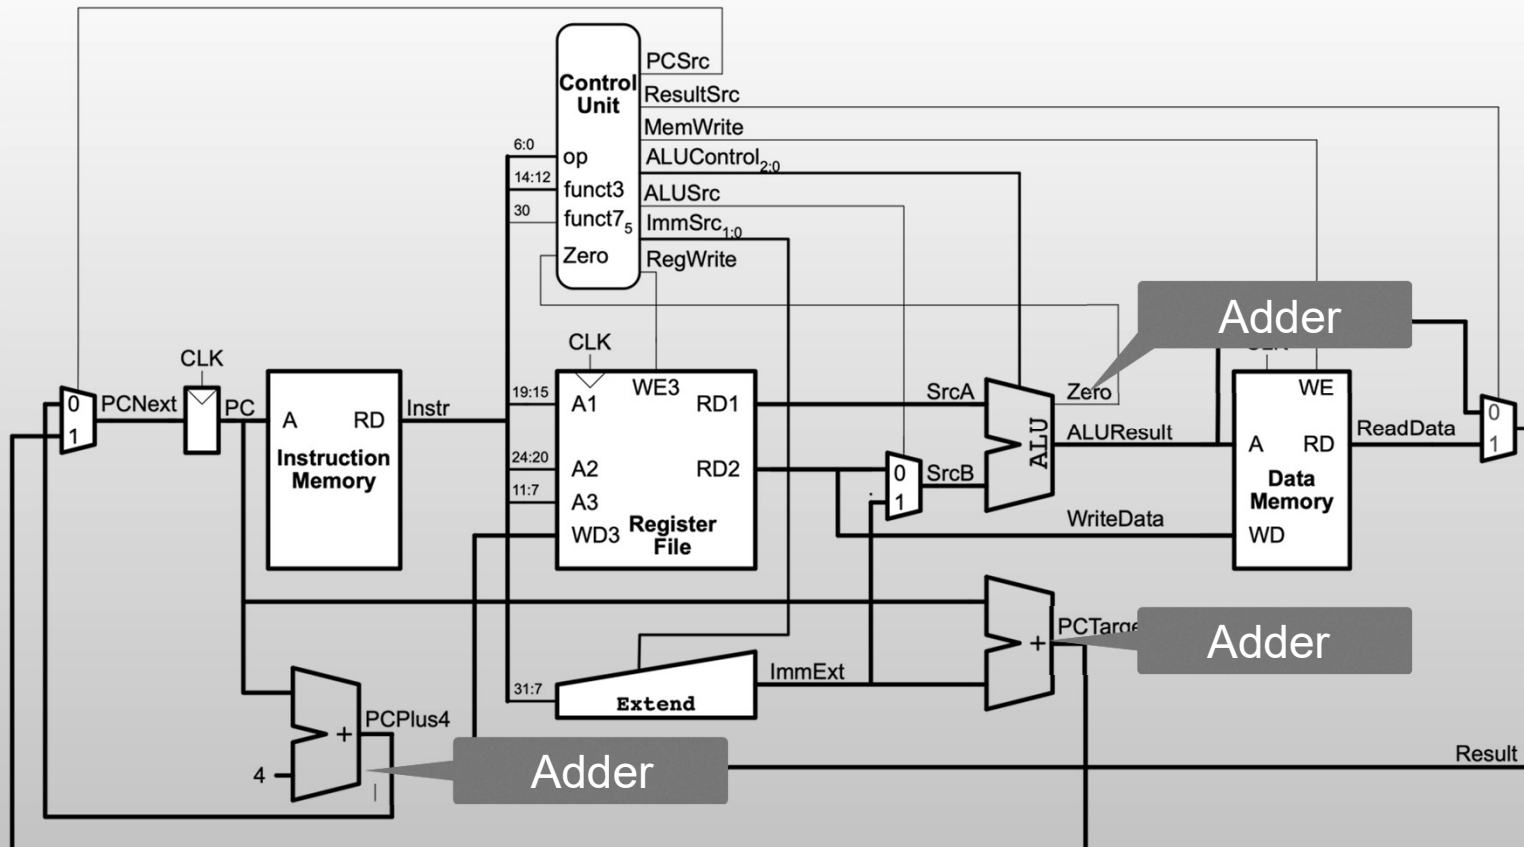 PCSrc
Control
Unit
ResultSrc
MemWrite
6:0
op
ALUControl2:0
14:12
funct3
ALUSrc
30
funct75
ImmSrc1:0
Zero
RegWrite
Adder
CLK
CLK
WE3
WE
0
PCNext
PC
1
A
RD
Instr
Instruction
Memory
19:15
A1
RD1
SrcA
Zero
ALU
ALUResult
24:20
A2
RD2
0
SrcB
1
11:7
A3
WD3
Register
File
WriteData
A
RD
Data
Memory
WD
ReadData
0
1
+
Adder
ImmExt
31:7
Extend
+
PCPlus4
4
Adder
Result